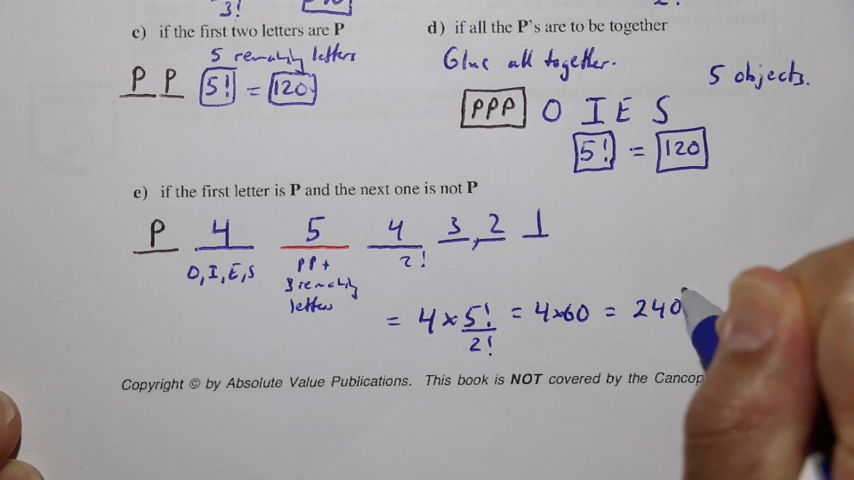 3!
c) if the first two letters are P
5 remaining letters
P P 5! = 120
d) if all the P's are to be together
Glue all together.
5 objects.
PPP O I E S
5! = 120
e) if the first letter is P and the next one is not P
P 4 5 4 3, 2 1
O, I, E, S
PP +
3 remaining
letters
2!
= 4 × 5! = 4×60 = 240
2!
Copyright © by Absolute Value Publications. This book is NOT covered by the Cancop